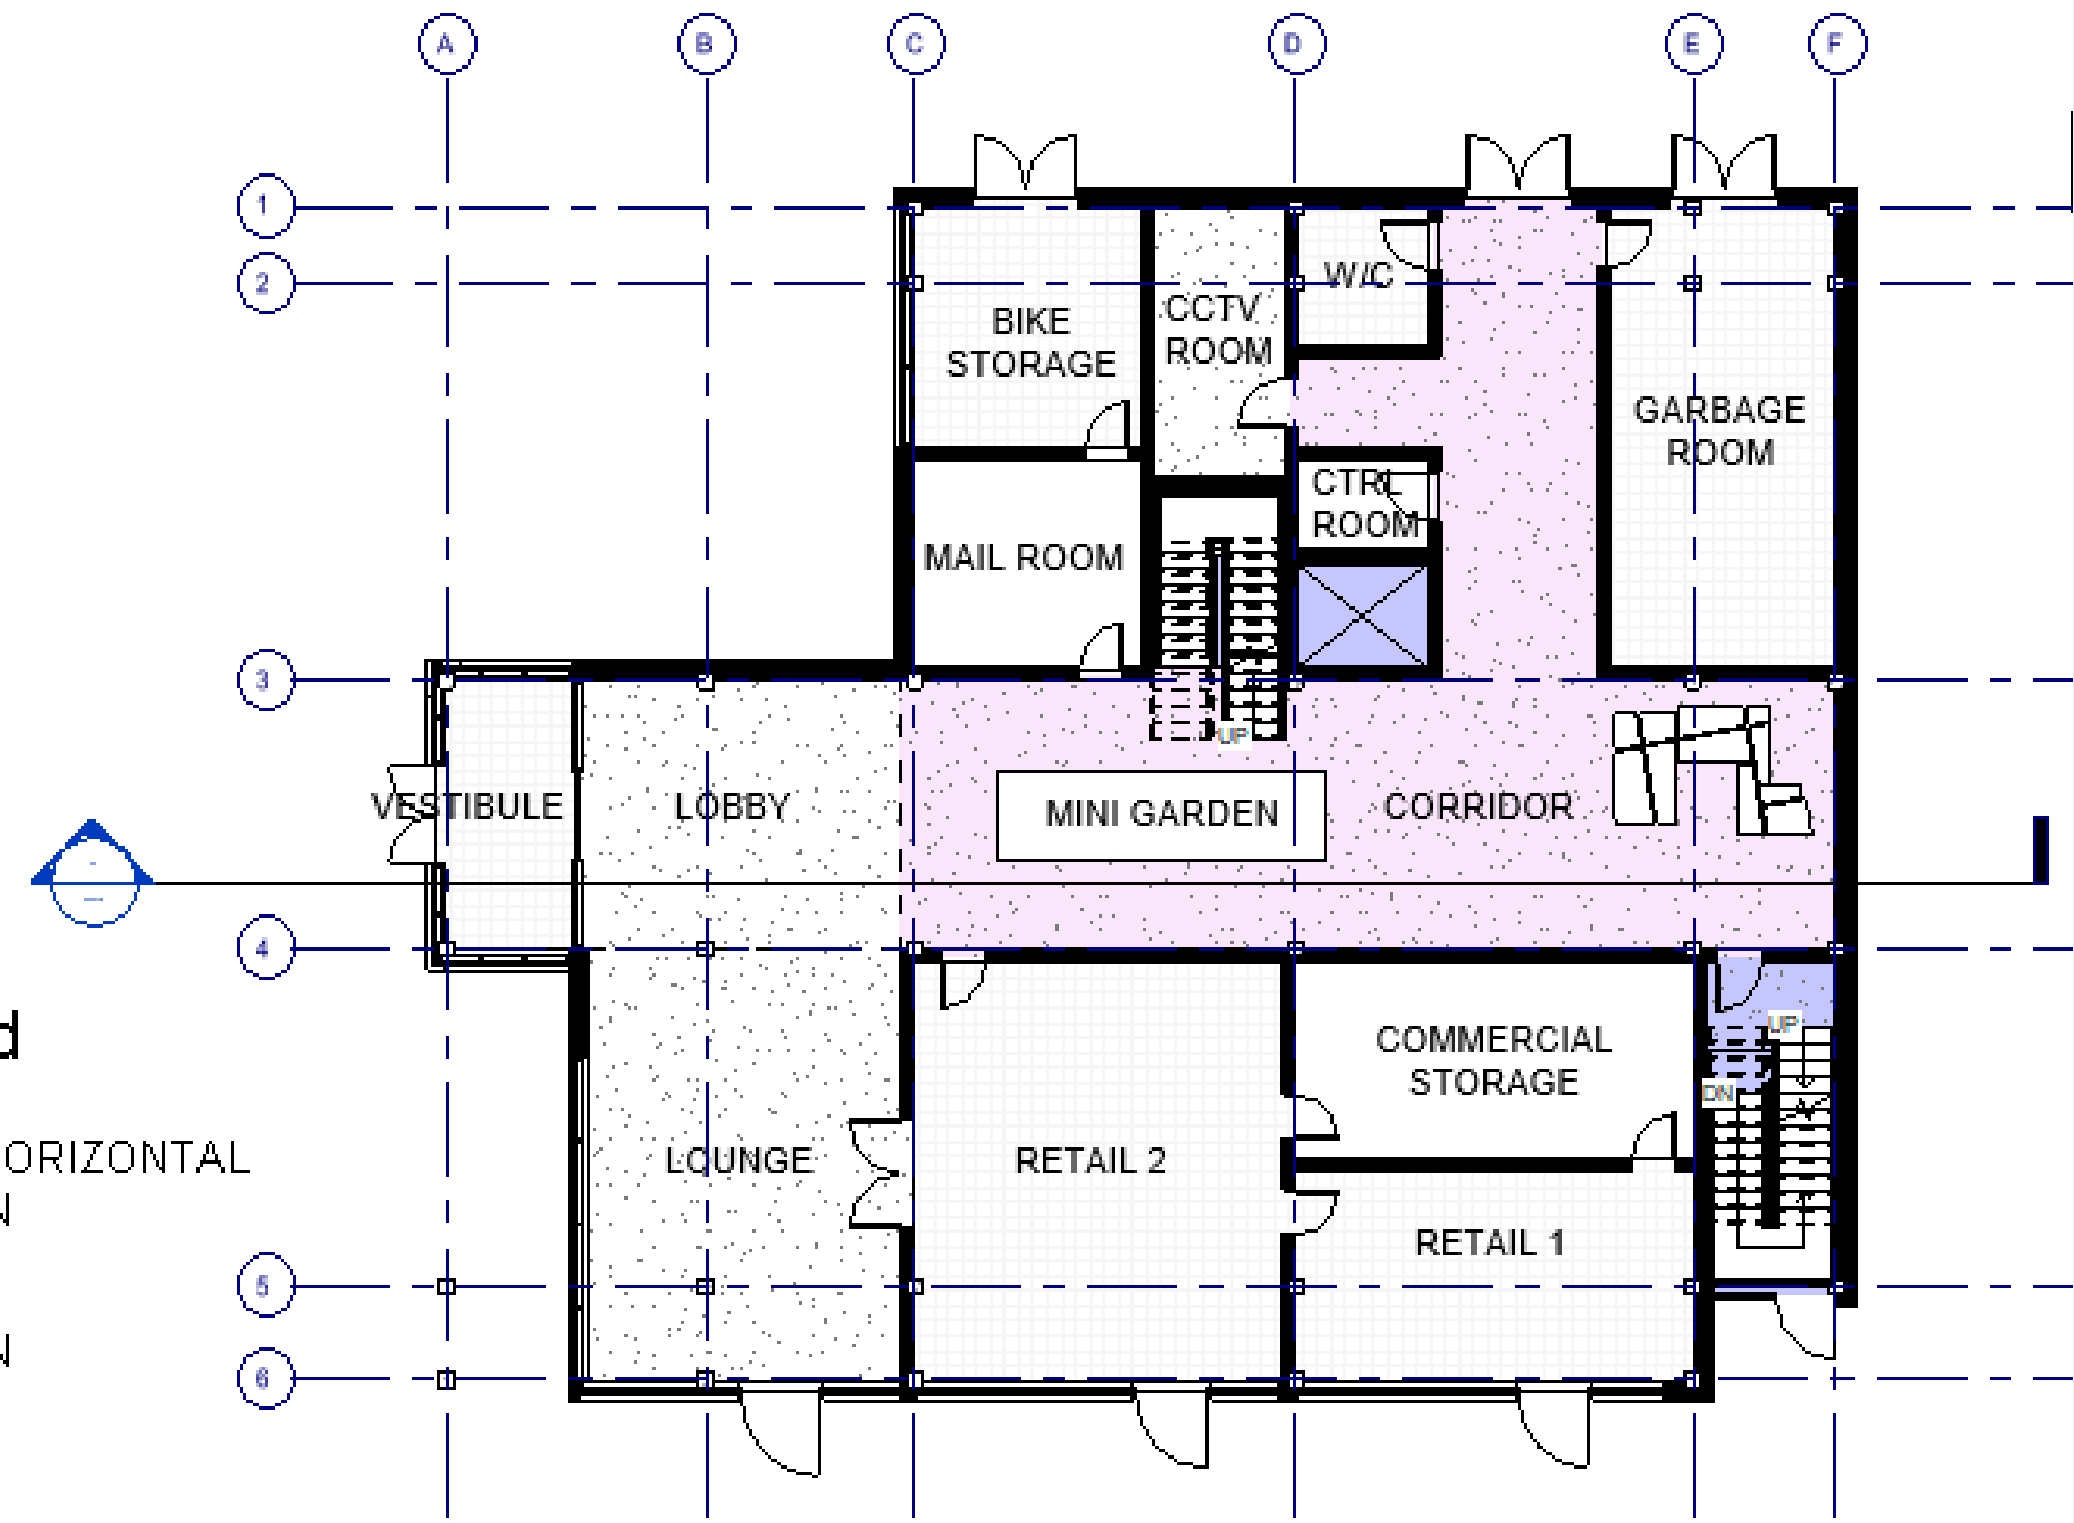 A B C D E F
1
2
W/C
BIKE
STORAGE
CCTV
ROOM
GARBAGE
ROOM
CTRL
ROOM
MAIL ROOM
3
UP
VESTIBULE
LOBBY
MINI GARDEN
CORRIDOR
4
d
UP
COMMERCIAL
STORAGE
DN
ORIZONTAL
N
LOUNGE
RETAIL 2
RETAIL 1
5
N
6